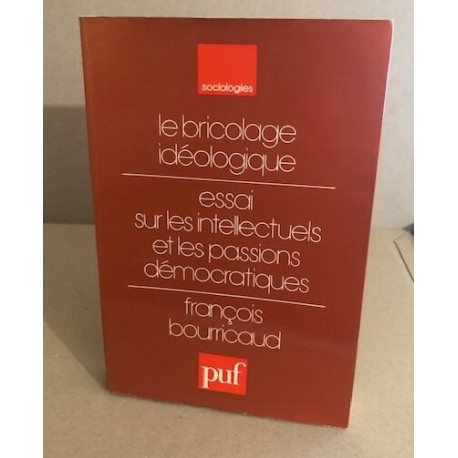 sociologies
le bricolage
idéologique
essai
sur les intellectuels
et les passions
démocratiques
françois
bourricaud
puf